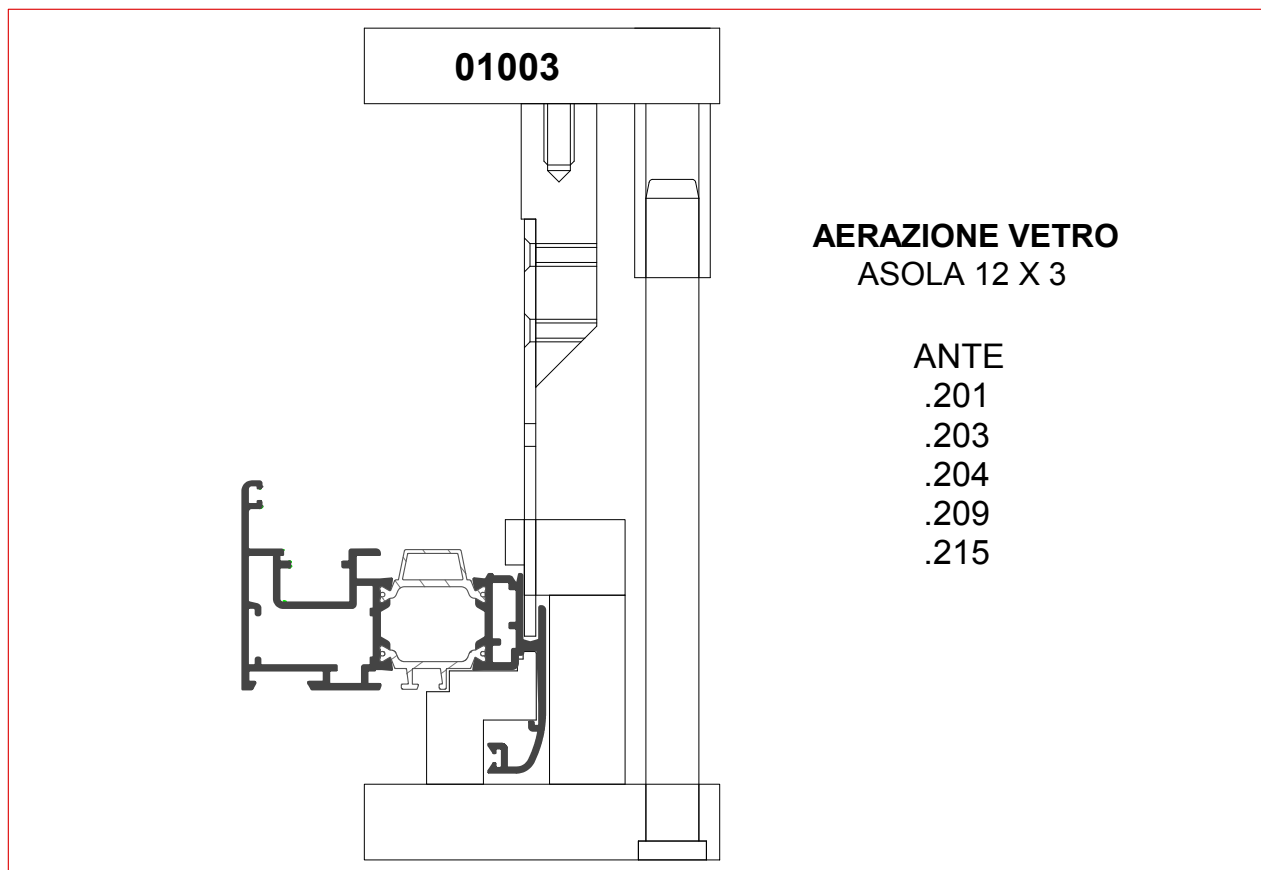 01003
AERAZIONE VETRO
ASOLA 12 X 3
ANTE
.201
.203
.204
.209
.215